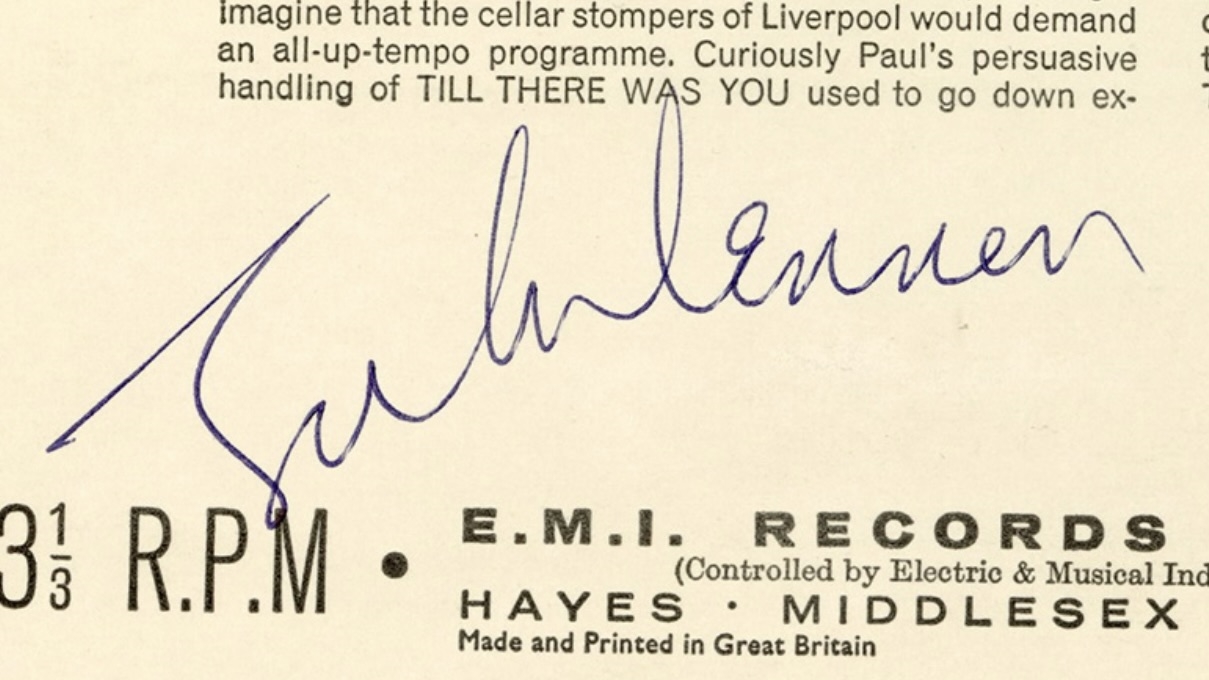 imagine that the cellar stompers of Liverpool would demand
an all-up-tempo programme. Curiously Paul's persuasive
handling of TILL THERE WAS YOU used to go down ex-
John Lennon
3 1/3 R.P.M •
E.M.I. RECORDS
(Controlled by Electric & Musical Ind
HAYES · MIDDLESEX
Made and Printed in Great Britain